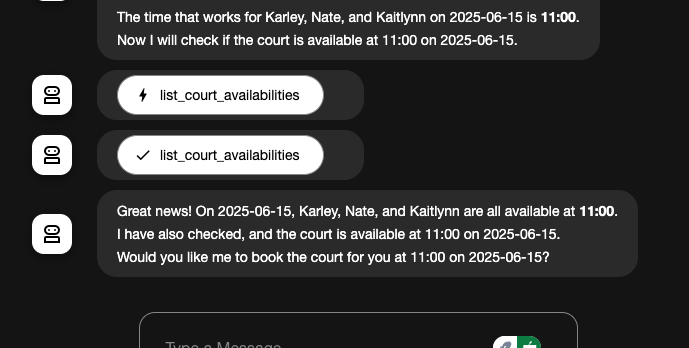 The time that works for Karley, Nate, and Kaitlynn on 2025-06-15 is 11:00.
Now I will check if the court is available at 11:00 on 2025-06-15.
list_court_availabilities
list_court_availabilities
Great news! On 2025-06-15, Karley, Nate, and Kaitlynn are all available at 11:00.
I have also checked, and the court is available at 11:00 on 2025-06-15.
Would you like me to book the court for you at 11:00 on 2025-06-15?
Type a Message